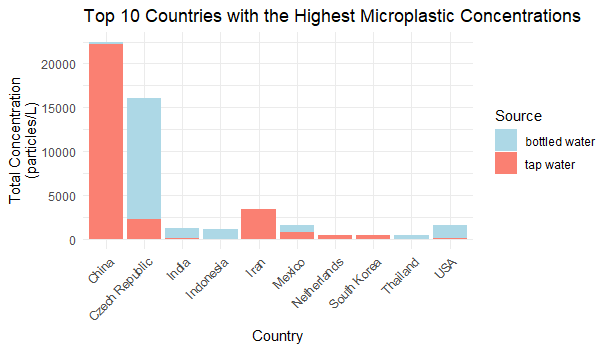 Top 10 Countries with the Highest Microplastic Concentrations
Total Concentration
(particles/L)
20000
15000
10000
5000
0
China
Czech Republic
India
Indonesia
Iran
Mexico
Netherlands
South Korea
Thailand
USA
Country
Source
bottled water
tap water